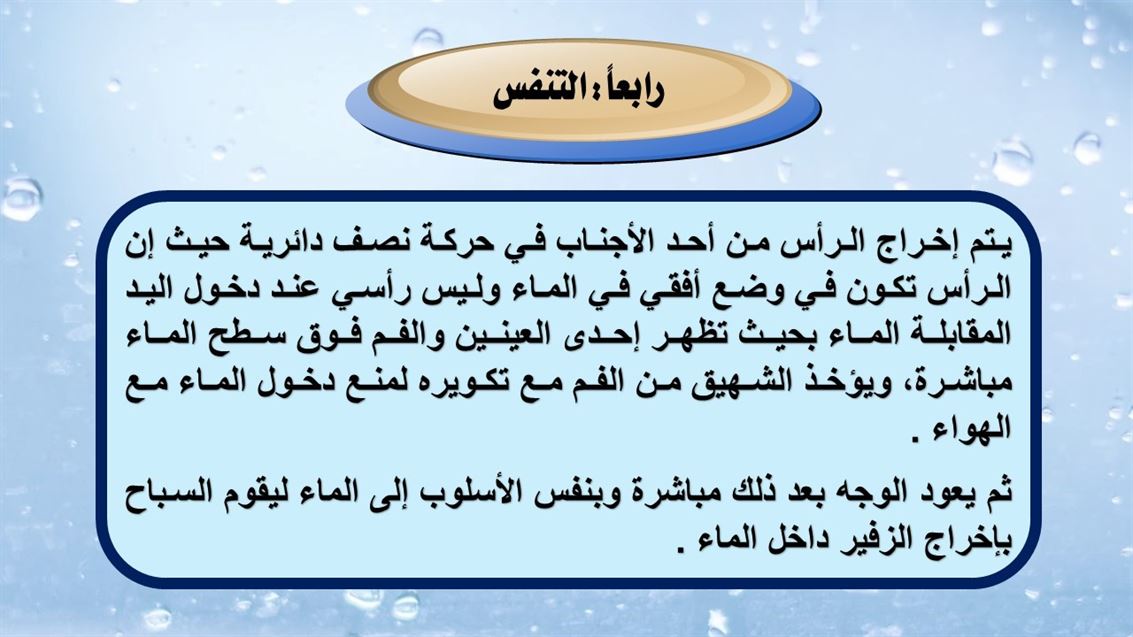 رابعاً : التنفس
يتم إخراج الرأس من أحد الأجناب في حركة نصف دائرية حيث إن
الرأس تكون في وضع أفقي في الماء وليس رأسي عند دخول اليد
المقابلة الماء بحيث تظهر إحدى العينين والفم فوق سطح الماء
مباشرة، ويؤخذ الشهيق من الفم مع تكويره لمنع دخول الماء مع
الهواء .
ثم يعود الوجه بعد ذلك مباشرة وبنفس الأسلوب إلى الماء ليقوم السباح
بإخراج الزفير داخل الماء .